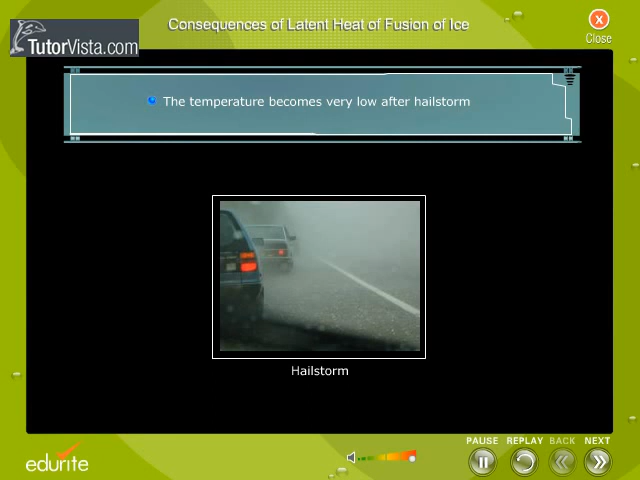 Consequences of Latent Heat of Fusion of Ice
Close
TutorVista.com
The temperature becomes very low after hailstorm
Hailstorm
PAUSE REPLAY BACK NEXT
edurite